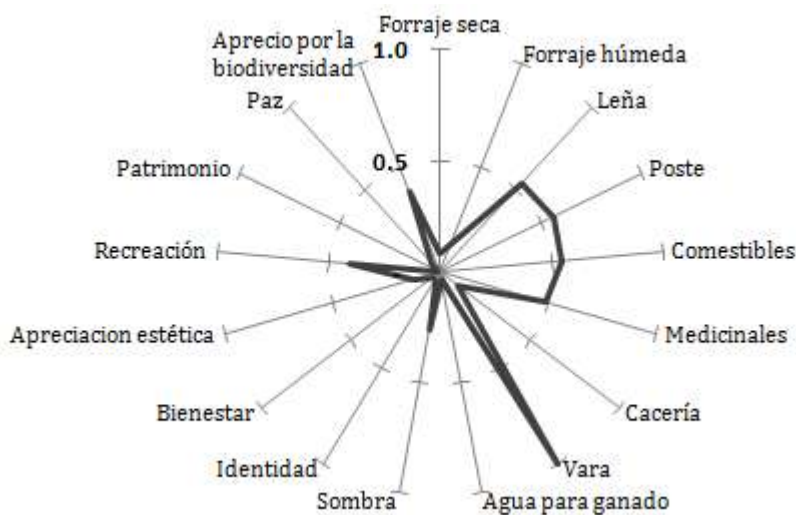 Forraje seca
1.0
Aprecio por la
biodiversidad
Forraje húmeda
Paz
Leña
0.5
Patrimonio
Poste
Recreación
Comestibles
Apreciacion estética
Medicinales
Bienestar
Cacería
Identidad
Vara
Sombra
Agua para ganado